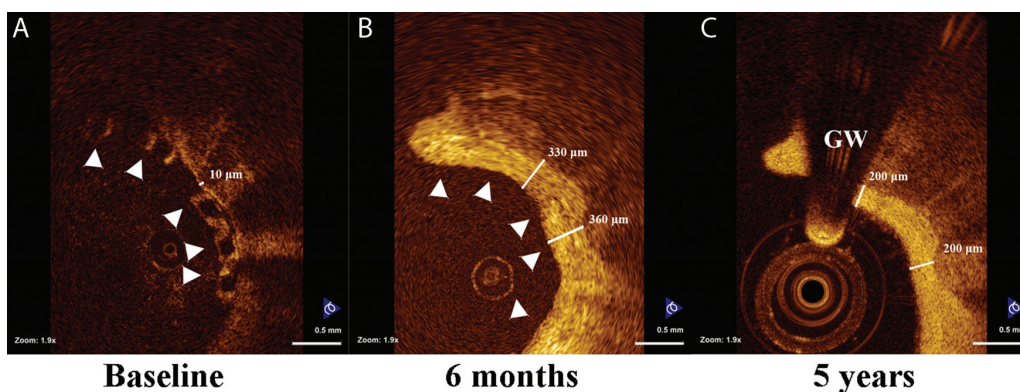 A
10 µm
0.5 mm
Zoom: 1.9x
Baseline
B
330 µm
360 µm
0.5 mm
Zoom: 1.9x
6 months
C
GW
200 µm
200 µm
0.5 mm
Zoom: 1.9x
5 years